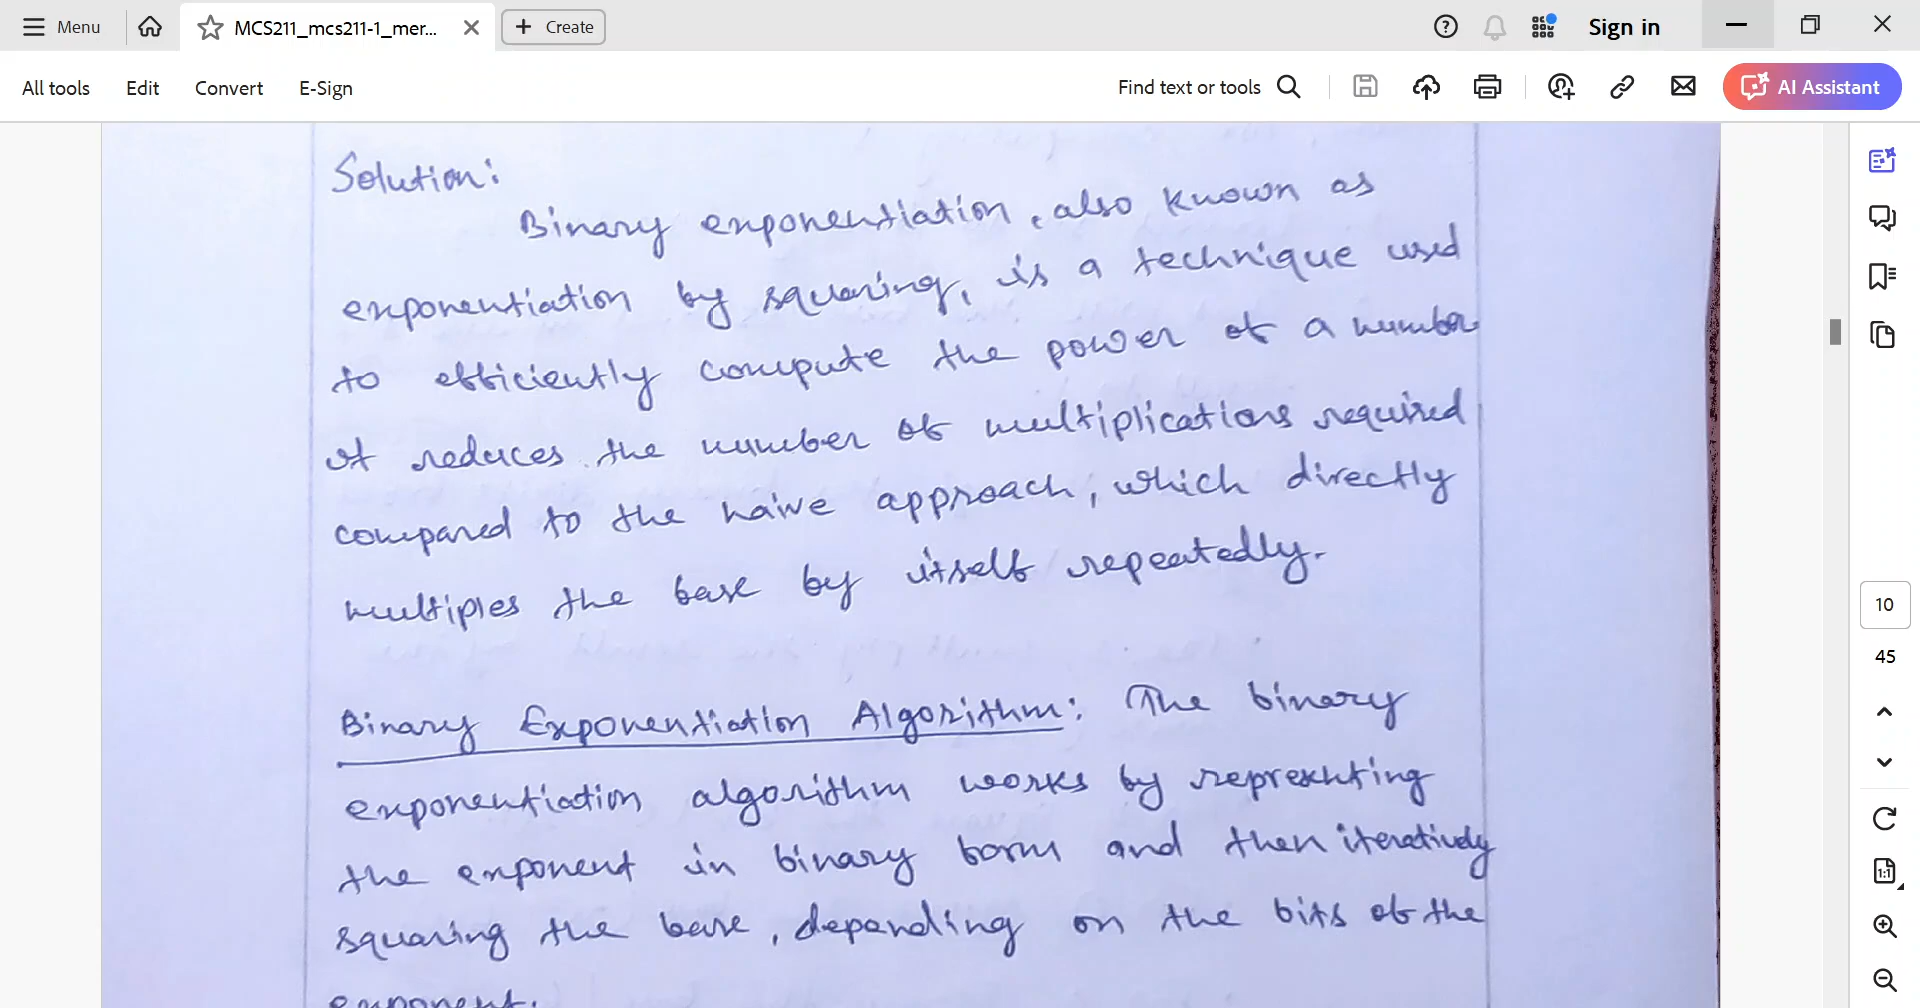 Menu
MCS211_mcs211-1_mer...
Create
Sign in
All tools
Edit
Convert
E-Sign
Find text or tools
AI Assistant
Solution:
Binary exponentiation, also known as
exponentiation by squaring, is a technique used
to efficiently compute the power of a number
It reduces the number of multiplications required
compared to the naive approach, which directly
multiples the base by itself repeatedly.
Binary Exponentiation Algorithm: The binary
exponentiation algorithm works by representing
the exponent in binary form and then iteratively
squaring the base, depending on the bits of the
exponent.
10
45
1:1